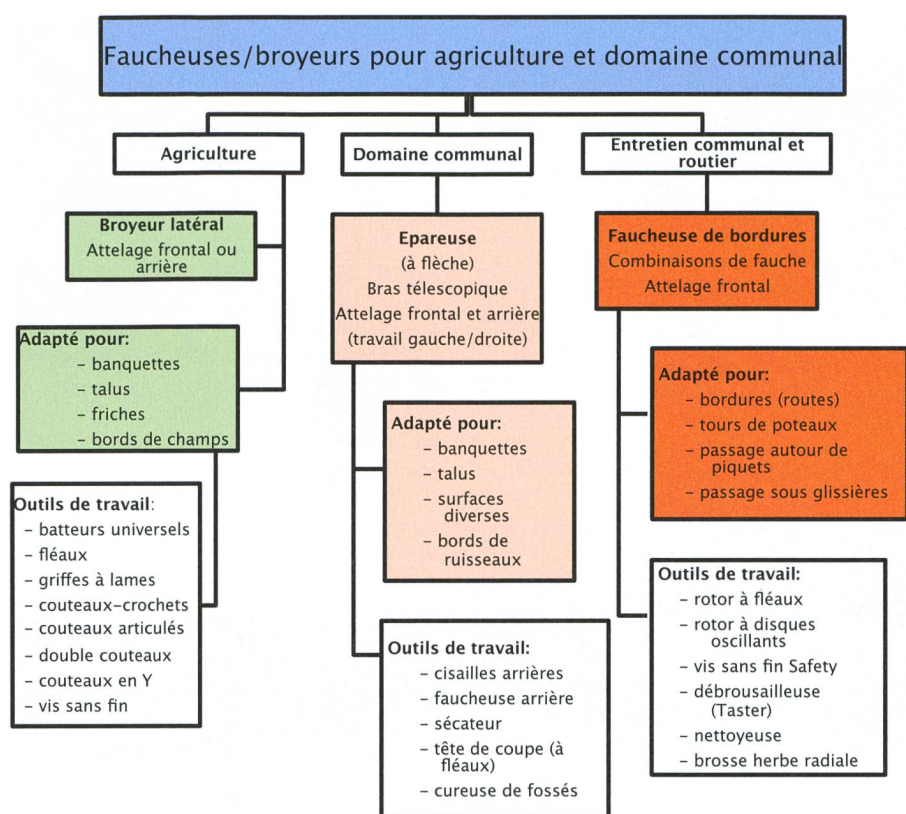 Faucheuses/broyeurs pour agriculture et domaine communal
Agriculture
Domaine communal
Entretien communal et
routier
Broyeur latéral
Attelage frontal ou
arrière
Adapté pour:
– banquettes
– talus
– friches
– bords de champs
Outils de travail:
– batteurs universels
– fléaux
– griffes à lames
– couteaux-crochets
– couteaux articulés
– double couteaux
– couteaux en Y
– vis sans fin
Epareuse
(à flèche)
Bras télescopique
Attelage frontal et arrière
(travail gauche/droite)
Adapté pour:
– banquettes
– talus
– surfaces
diverses
– bords de
ruisseaux
Outils de travail:
– cisailles arrières
– faucheuse arrière
– sécateur
– tête de coupe (à
fléaux)
– cureuse de fossés
Faucheuse de bordures
Combinaisons de fauche
Attelage frontal
Adapté pour:
– bordures (routes)
– tours de poteaux
– passage autour de
piquets
– passage sous glissières
Outils de travail:
– rotor à fléaux
– rotor à disques
oscillants
– vis sans fin Safety
– débrousailleuse
(Taster)
– nettoyeuse
– brosse herbe radiale